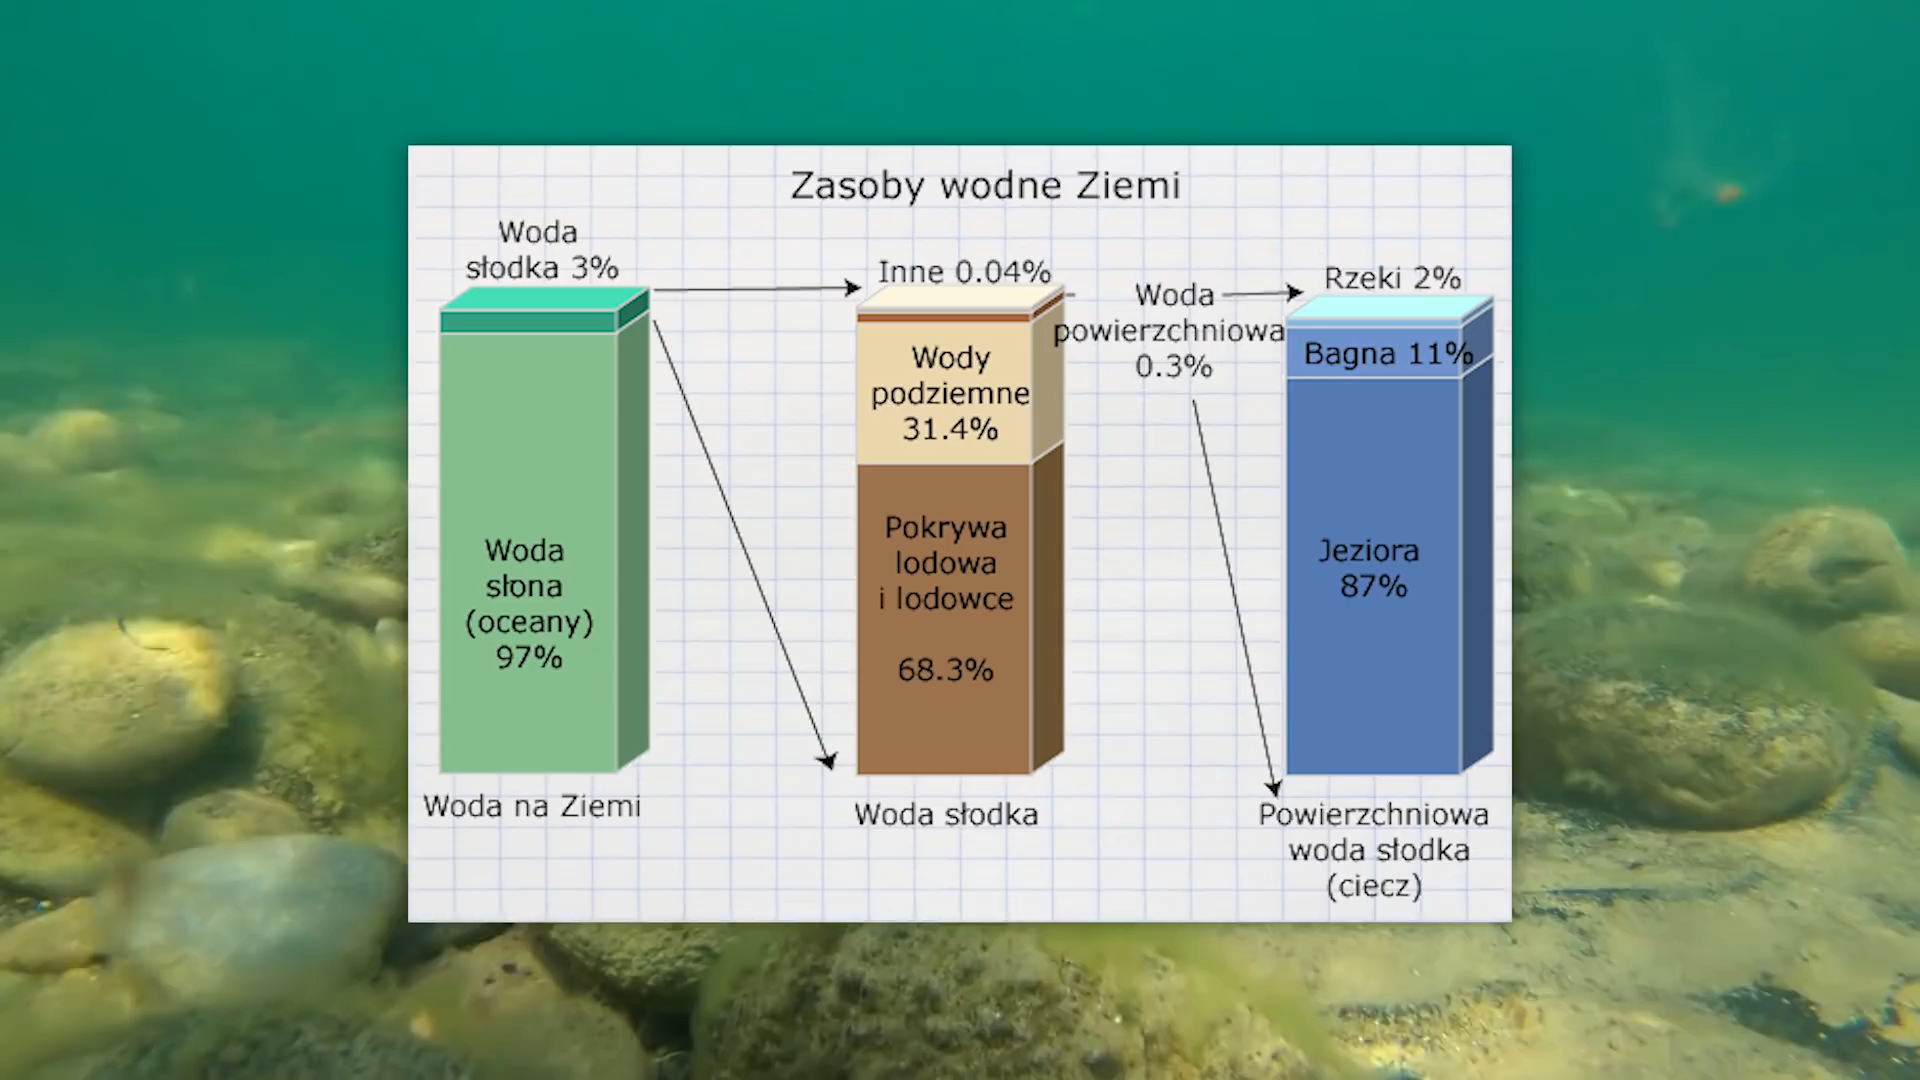 Zasoby wodne Ziemi
Woda
słodka 3%
Woda
słona
(oceany)
97%
Woda na Ziemi
Inne 0.04%
Wody
podziemne
31.4%
Pokrywa
lodowa
i lodowce
68.3%
Woda słodka
Woda
powierzchniowa
0.3%
Rzeki 2%
Bagna 11%
Jeziora
87%
Powierzchniowa
woda słodka
(ciecz)